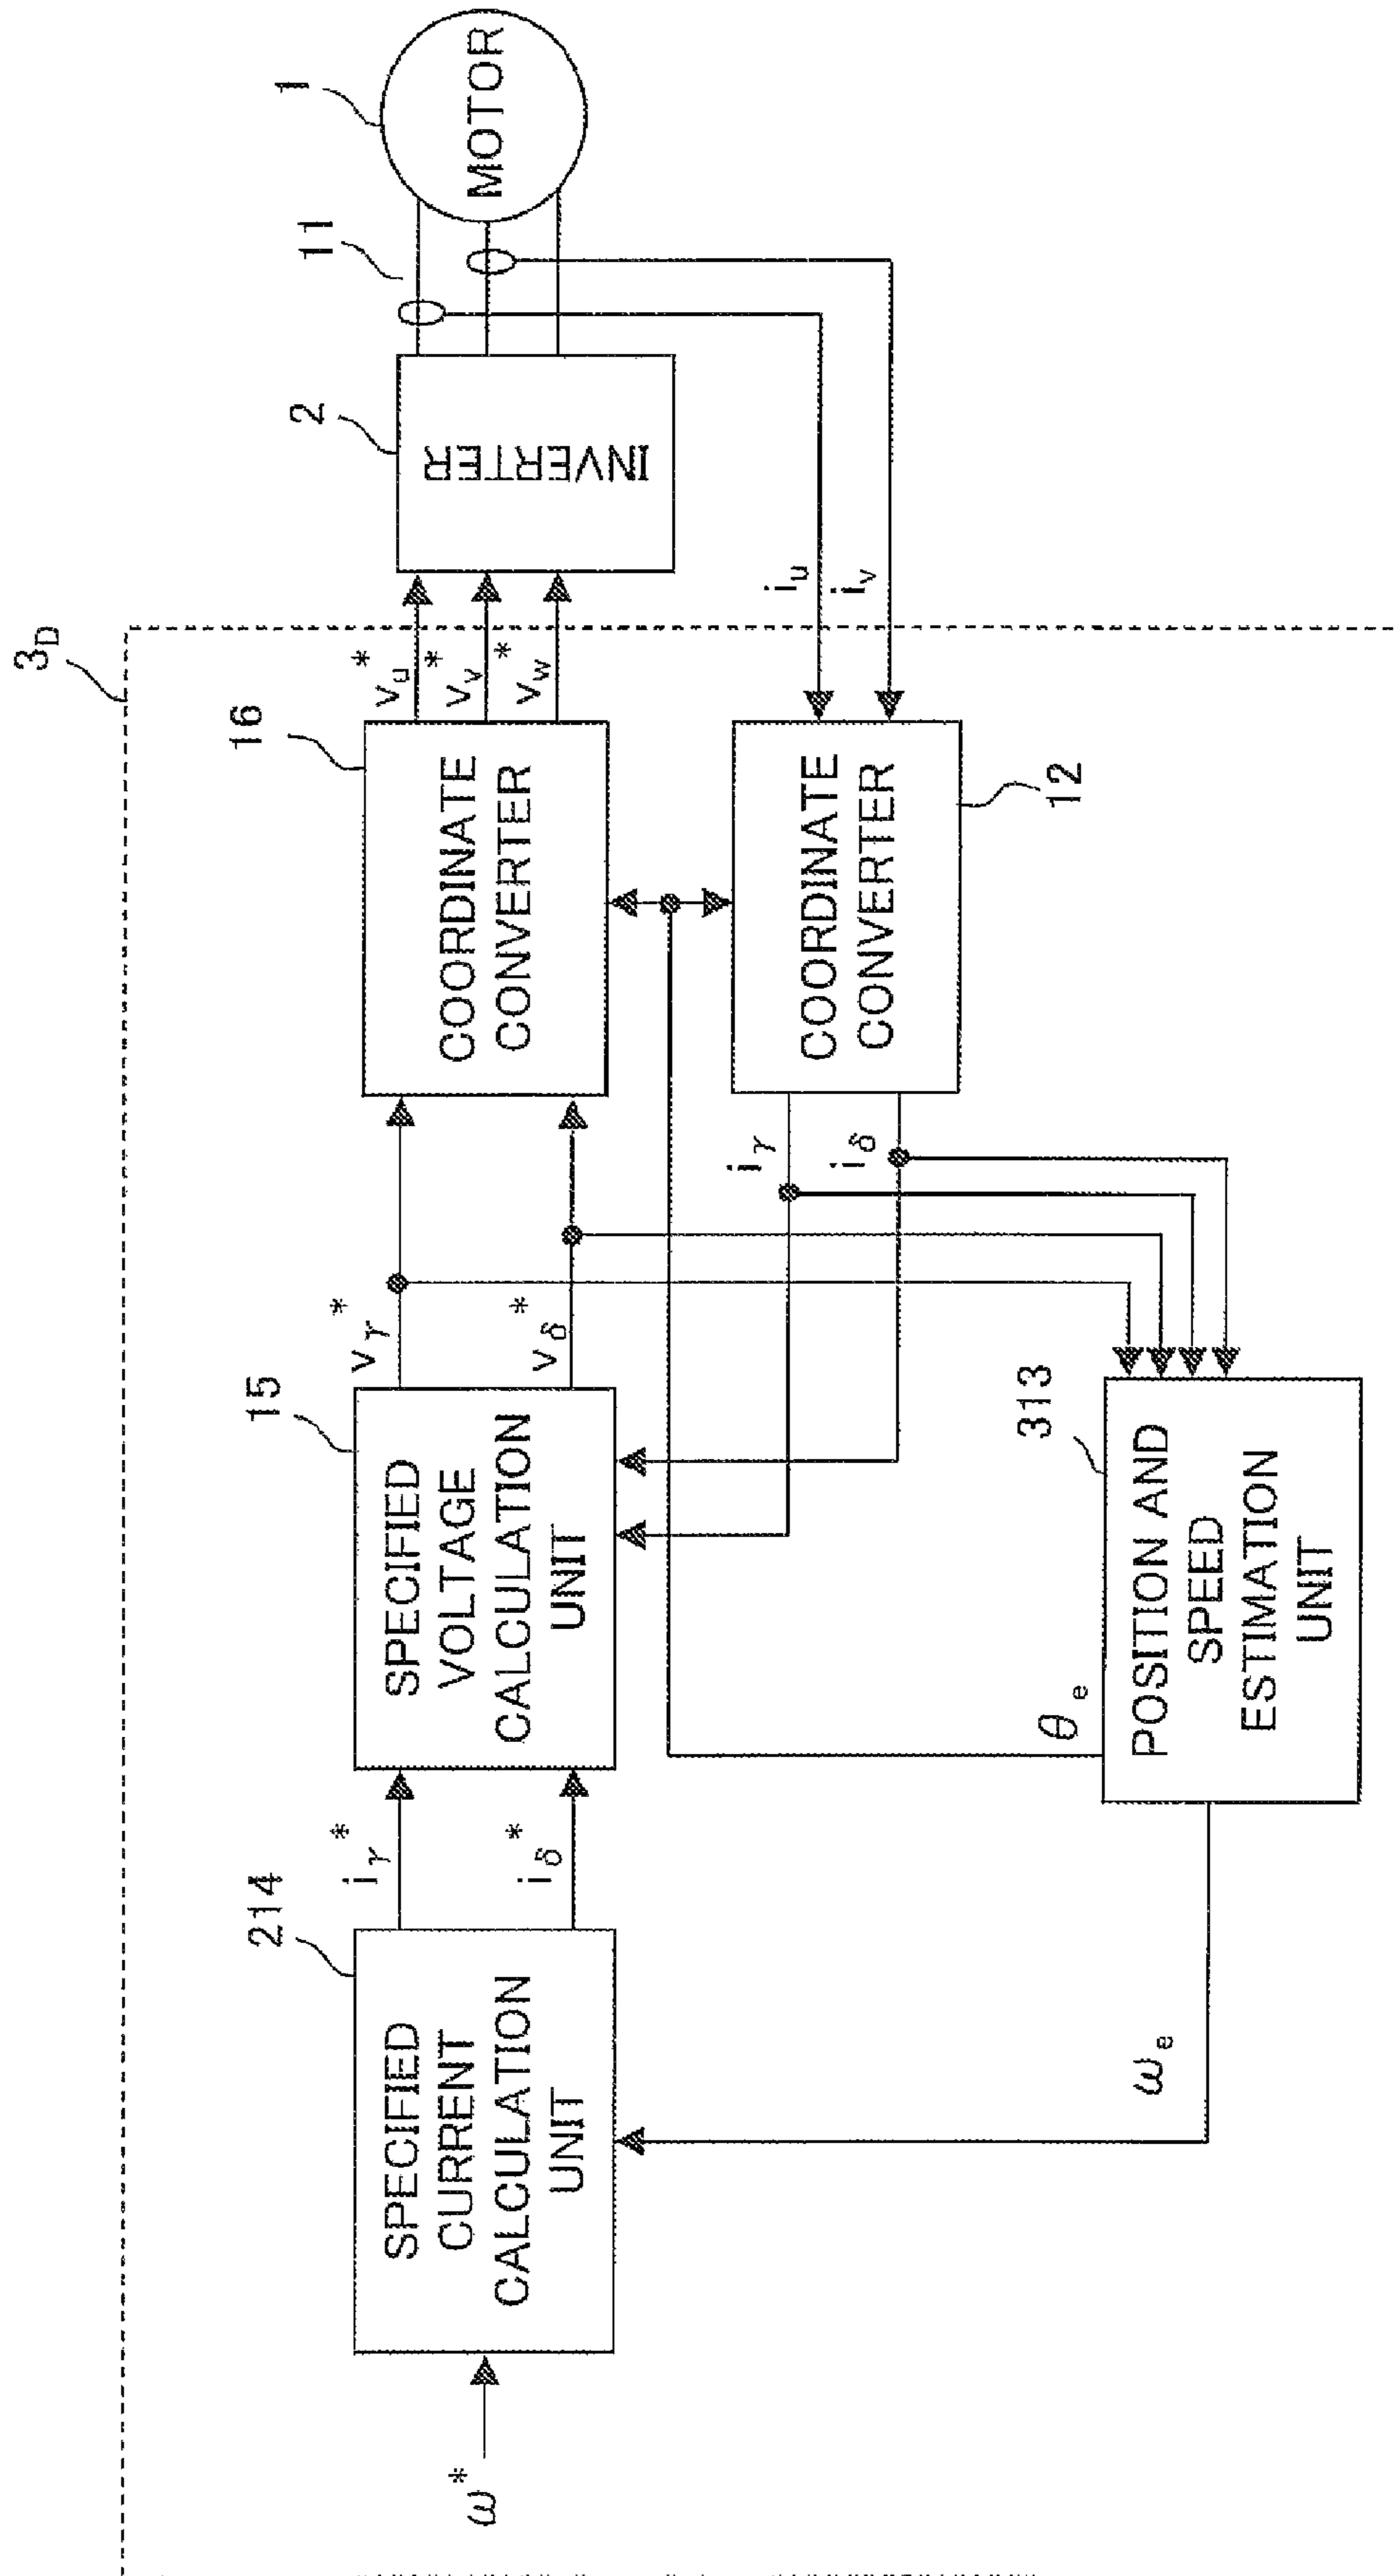 3D
ω*
214
SPECIFIED
CURRENT
CALCULATION
UNIT
iγ*
iδ*
15
SPECIFIED
VOLTAGE
CALCULATION
UNIT
vγ*
vδ*
16
COORDINATE
CONVERTER
vu*
vv*
vw*
2
INVERTER
11
1
MOTOR
iu
iv
12
COORDINATE
CONVERTER
iγ
iδ
313
POSITION AND
SPEED
ESTIMATION
UNIT
θe
ωe